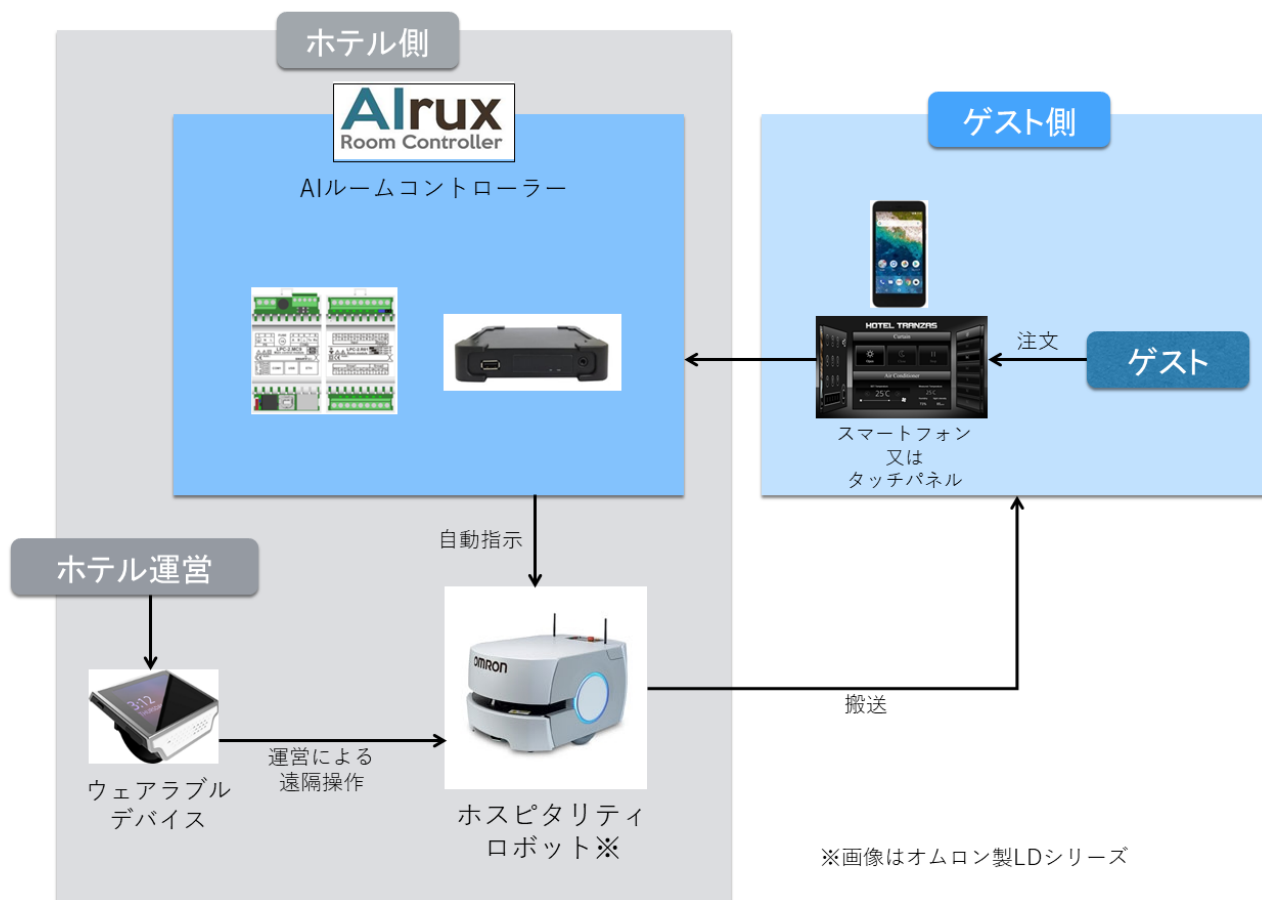 ホテル側
AIrux
Room Controller
AIルームコントローラー
LPC-2.MC9
ゲスト側
HOTEL TRANZAS
Curtain
Air Conditioner
25℃
25℃
注文
ゲスト
スマートフォン
又は
タッチパネル
自動指示
ホテル運営
3:12
OMRON
搬送
運営による
遠隔操作
ウェアラブル
デバイス
ホスピタリティ
ロボット※
※画像はオムロン製LDシリーズ